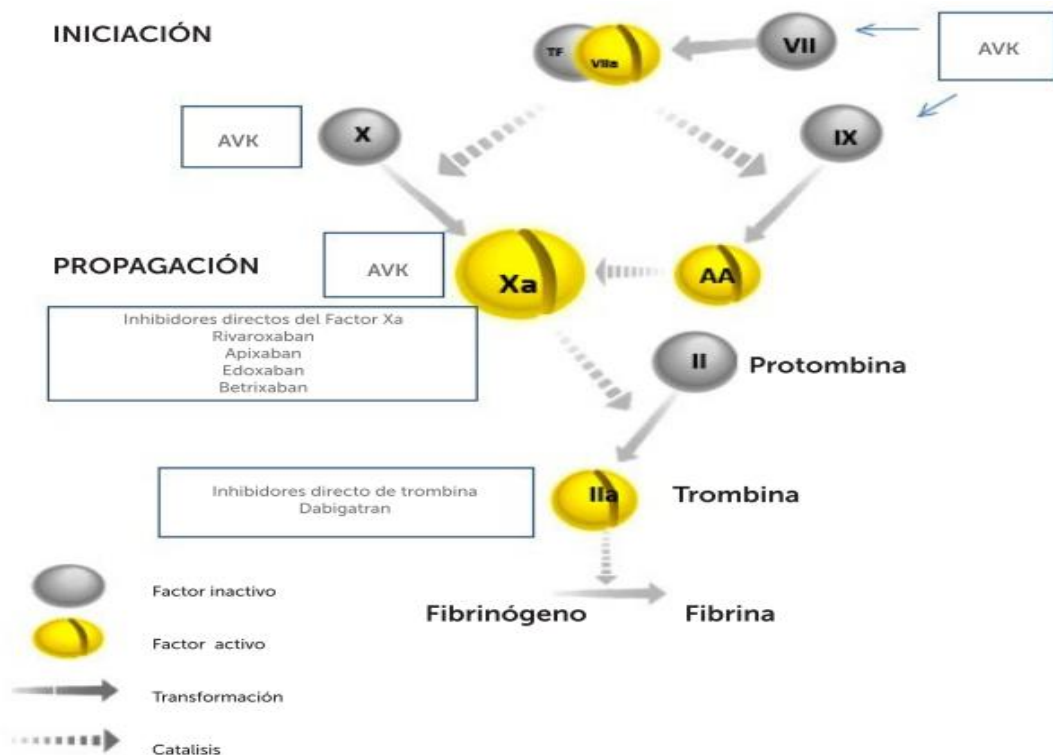 INICIACIÓN
TF
VIIa
VII
AVK
AVK
X
IX
PROPAGACIÓN
AVK
Xa
AA
Inhibidores directos del Factor Xa
Rivaroxaban
Apixaban
Edoxaban
Betrixaban
II
Protombina
Inhibidores directo de trombina
Dabigatran
IIa
Trombina
Factor inactivo
Fibrinógeno
Fibrina
Factor activo
Transformación
Catalisis